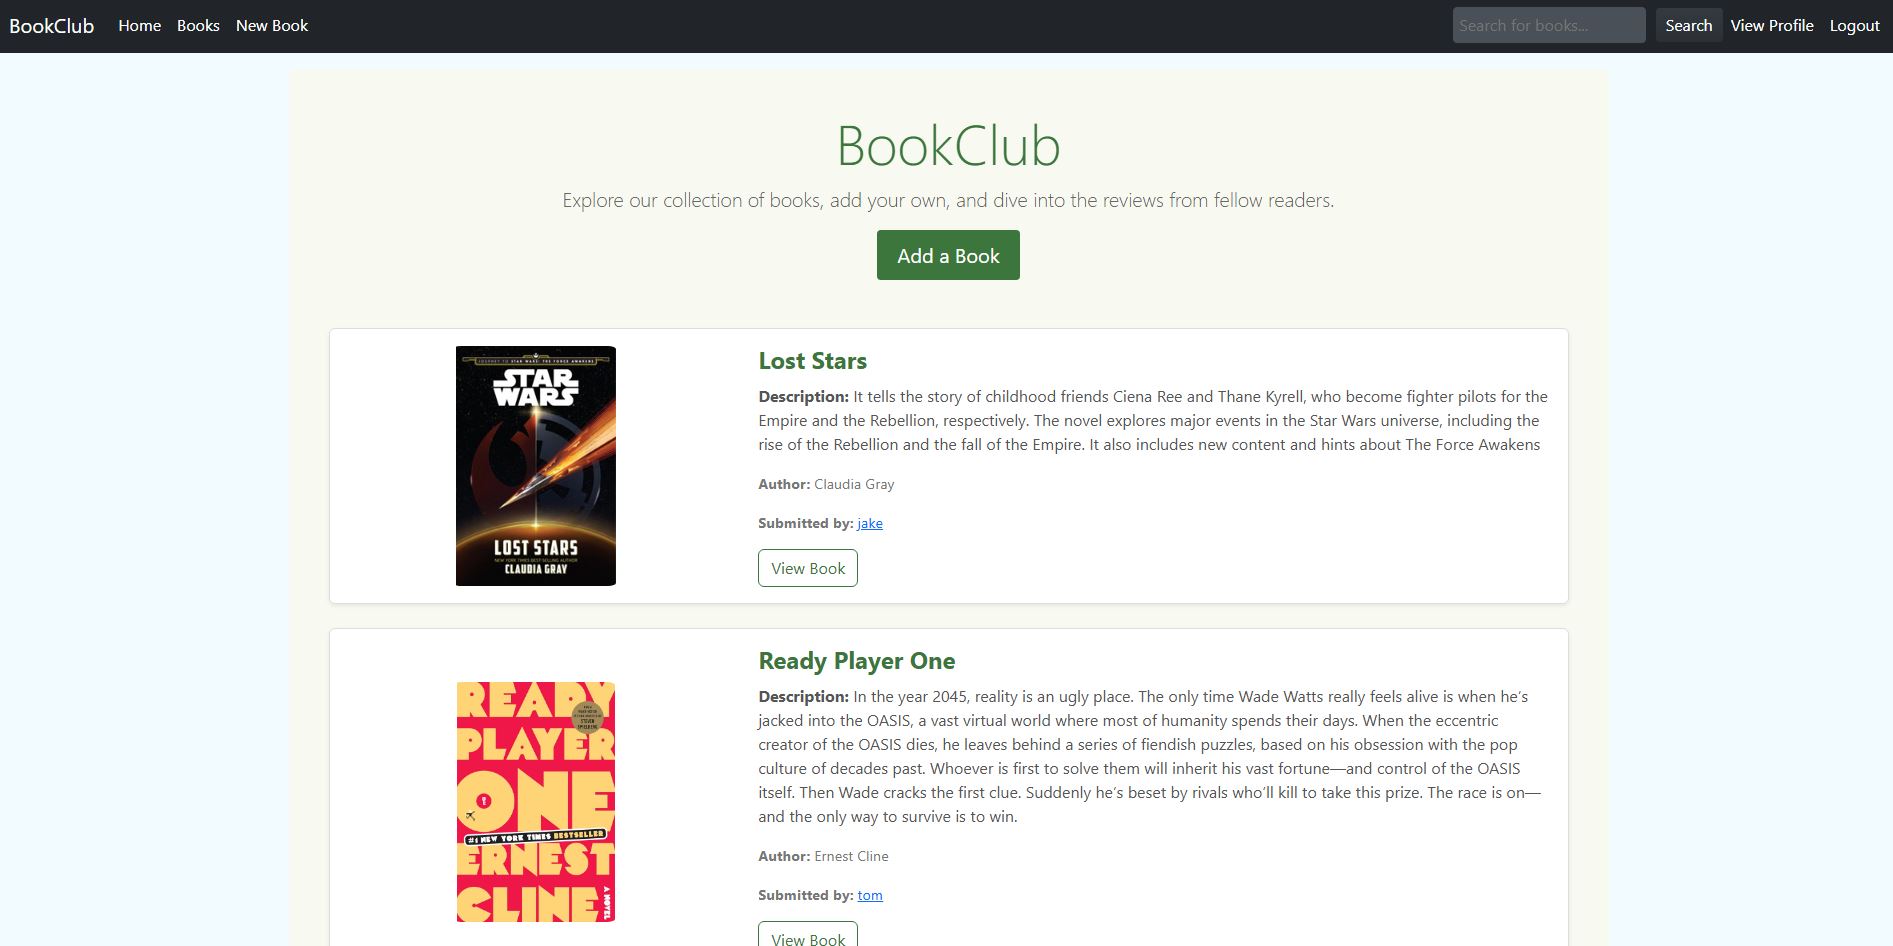 BookClub Home Books New Book Search for books... Search View Profile Logout
BookClub
Explore our collection of books, add your own, and dive into the reviews from fellow readers.
Add a Book
JOURNEY TO STAR WARS: THE FORCE AWAKENS
STAR
WARS
LOST STARS
NEW YORK TIMES BEST-SELLING AUTHOR
CLAUDIA GRAY
Lost Stars
Description: It tells the story of childhood friends Ciena Ree and Thane Kyrell, who become fighter pilots for the
Empire and the Rebellion, respectively. The novel explores major events in the Star Wars universe, including the
rise of the Rebellion and the fall of the Empire. It also includes new content and hints about The Force Awakens
Author: Claudia Gray
Submitted by: jake
View Book
READY
PLAYER
ONE
#1 NEW YORK TIMES BESTSELLER
ERNEST
CLINE
A NOVEL
Ready Player One
Description: In the year 2045, reality is an ugly place. The only time Wade Watts really feels alive is when he’s
jacked into the OASIS, a vast virtual world where most of humanity spends their days. When the eccentric
creator of the OASIS dies, he leaves behind a series of fiendish puzzles, based on his obsession with the pop
culture of decades past. Whoever is first to solve them will inherit his vast fortune—and control of the OASIS
itself. Then Wade cracks the first clue. Suddenly he’s beset by rivals who’ll kill to take this prize. The race is on—
and the only way to survive is to win.
Author: Ernest Cline
Submitted by: tom
View Book